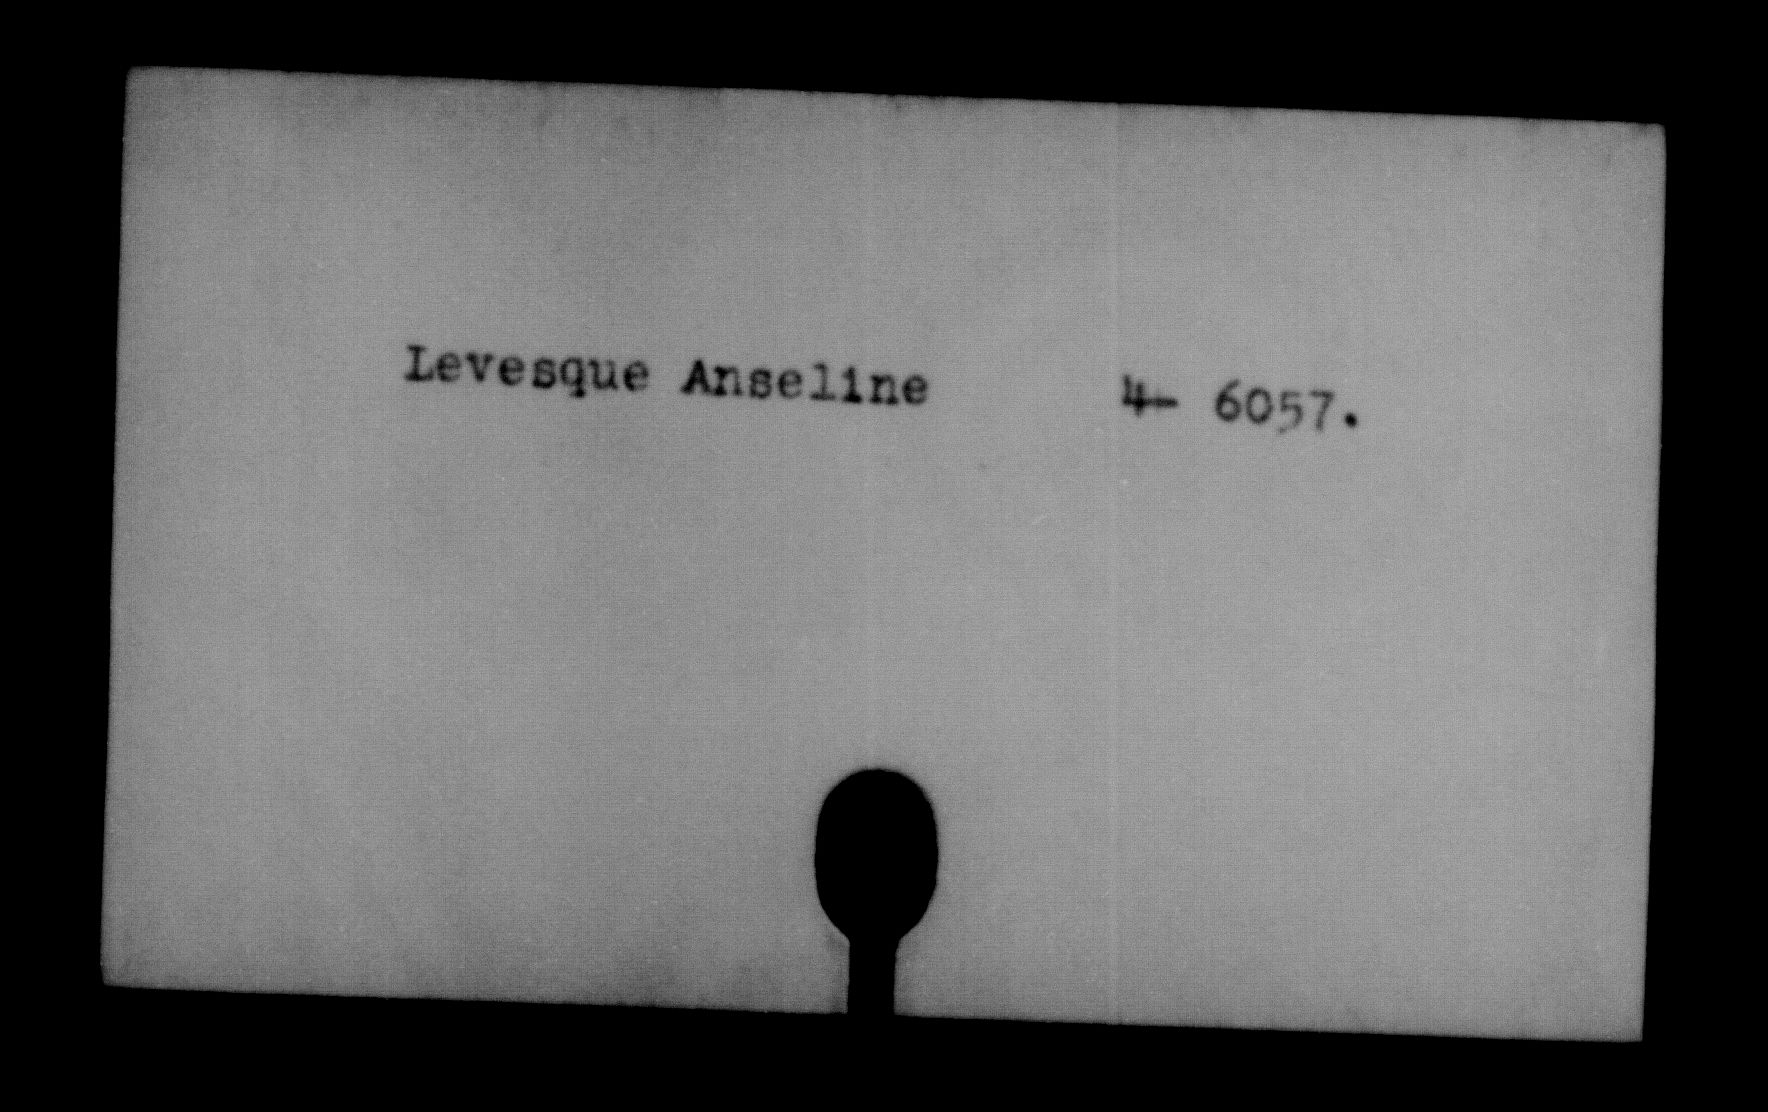 Levesque Anseline 4- 6057.